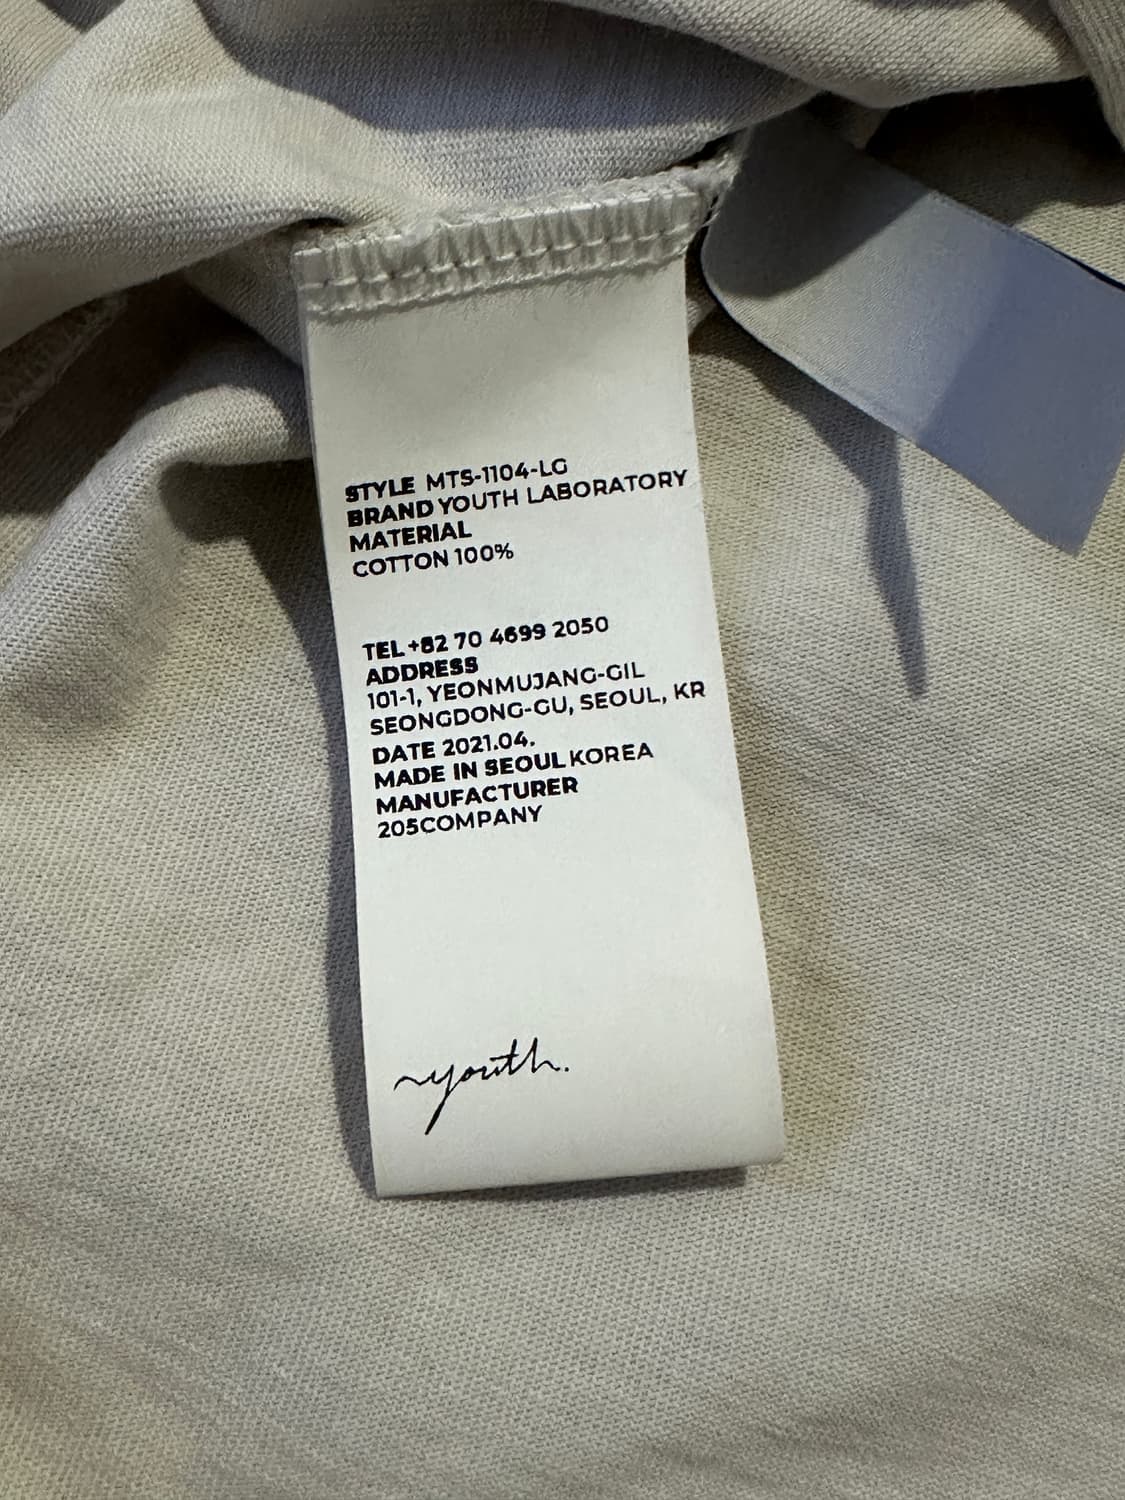 STYLE MTS-1104-LG
BRAND YOUTH LABORATORY
MATERIAL
COTTON 100%
TEL +82 70 4699 2050
ADDRESS
101-1, YEONMUJANG-GIL
SEONGDONG-GU, SEOUL, KR
DATE 2021.04.
MADE IN SEOUL KOREA
MANUFACTURER
205COMPANY
youth.